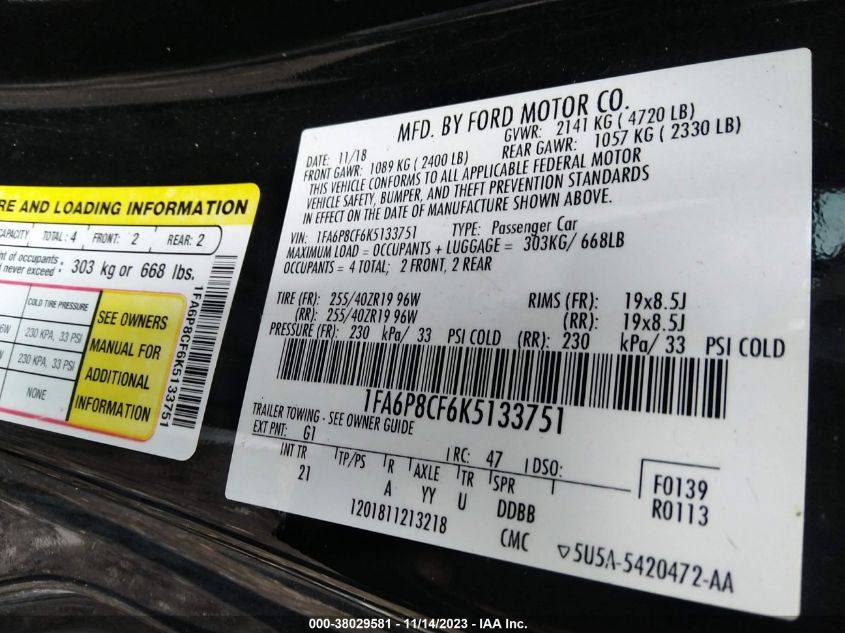 RE AND LOADING INFORMATION
CAPACITY TOTAL: 4 FRONT: 2 REAR: 2
ht of occupants
d never exceed : 303 kg or 668 lbs.
COLD TIRE PRESSURE
6W 230 KPA, 33 PSI
W 230 KPA, 33 PSI
NONE
SEE OWNERS
MANUAL FOR
ADDITIONAL
INFORMATION
1FA6P8CF6K5133751
MFD. BY FORD MOTOR CO.
DATE: 11/18 GVWR: 2141 KG ( 4720 LB)
FRONT GAWR: 1089 KG ( 2400 LB) REAR GAWR: 1057 KG ( 2330 LB)
THIS VEHICLE CONFORMS TO ALL APPLICABLE FEDERAL MOTOR
VEHICLE SAFETY, BUMPER, AND THEFT PREVENTION STANDARDS
IN EFFECT ON THE DATE OF MANUFACTURE SHOWN ABOVE.
VIN: 1FA6P8CF6K5133751 TYPE: Passenger Car
MAXIMUM LOAD = OCCUPANTS + LUGGAGE = 303KG/ 668LB
OCCUPANTS = 4 TOTAL; 2 FRONT, 2 REAR
TIRE (FR): 255/40ZR19 96W RIMS (FR): 19x8.5J
(RR): 255/40ZR19 96W (RR): 19x8.5J
PRESSURE (FR): 230 kPa/ 33 PSI COLD (RR): 230 kPa/ 33 PSI COLD
1FA6P8CF6K5133751
TRAILER TOWING - SEE OWNER GUIDE
EXT PNT: G1 RC: 47 DSO:
INT TR TP/PS R AXLE TR SPR F0139
21 A YY U DDBB R0113
1201811213218 CMC ▽5U5A-5420472-AA
000-38029581 - 11/14/2023 - IAA Inc.